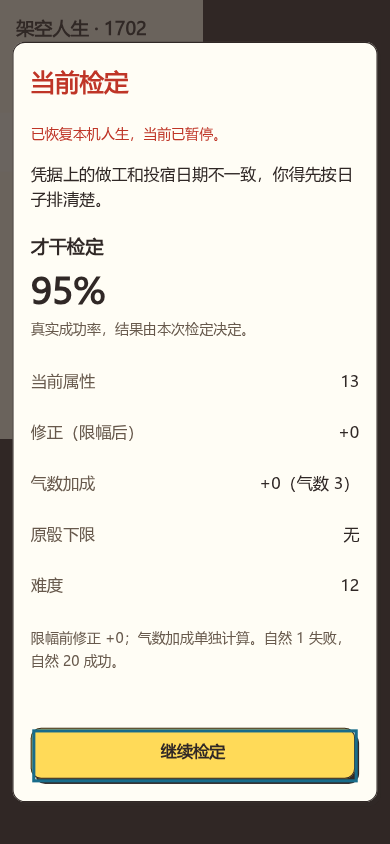 架空人生 · 1702
当前检定
已恢复本机人生，当前已暂停。
凭据上的做工和投宿日期不一致，你得先按日
子排清楚。
才干检定
95%
真实成功率，结果由本次检定决定。
当前属性 13
修正（限幅后） +0
气数加成 +0（气数 3）
原骰下限 无
难度 12
限幅前修正 +0；气数加成单独计算。自然 1 失败，
自然 20 成功。
继续检定